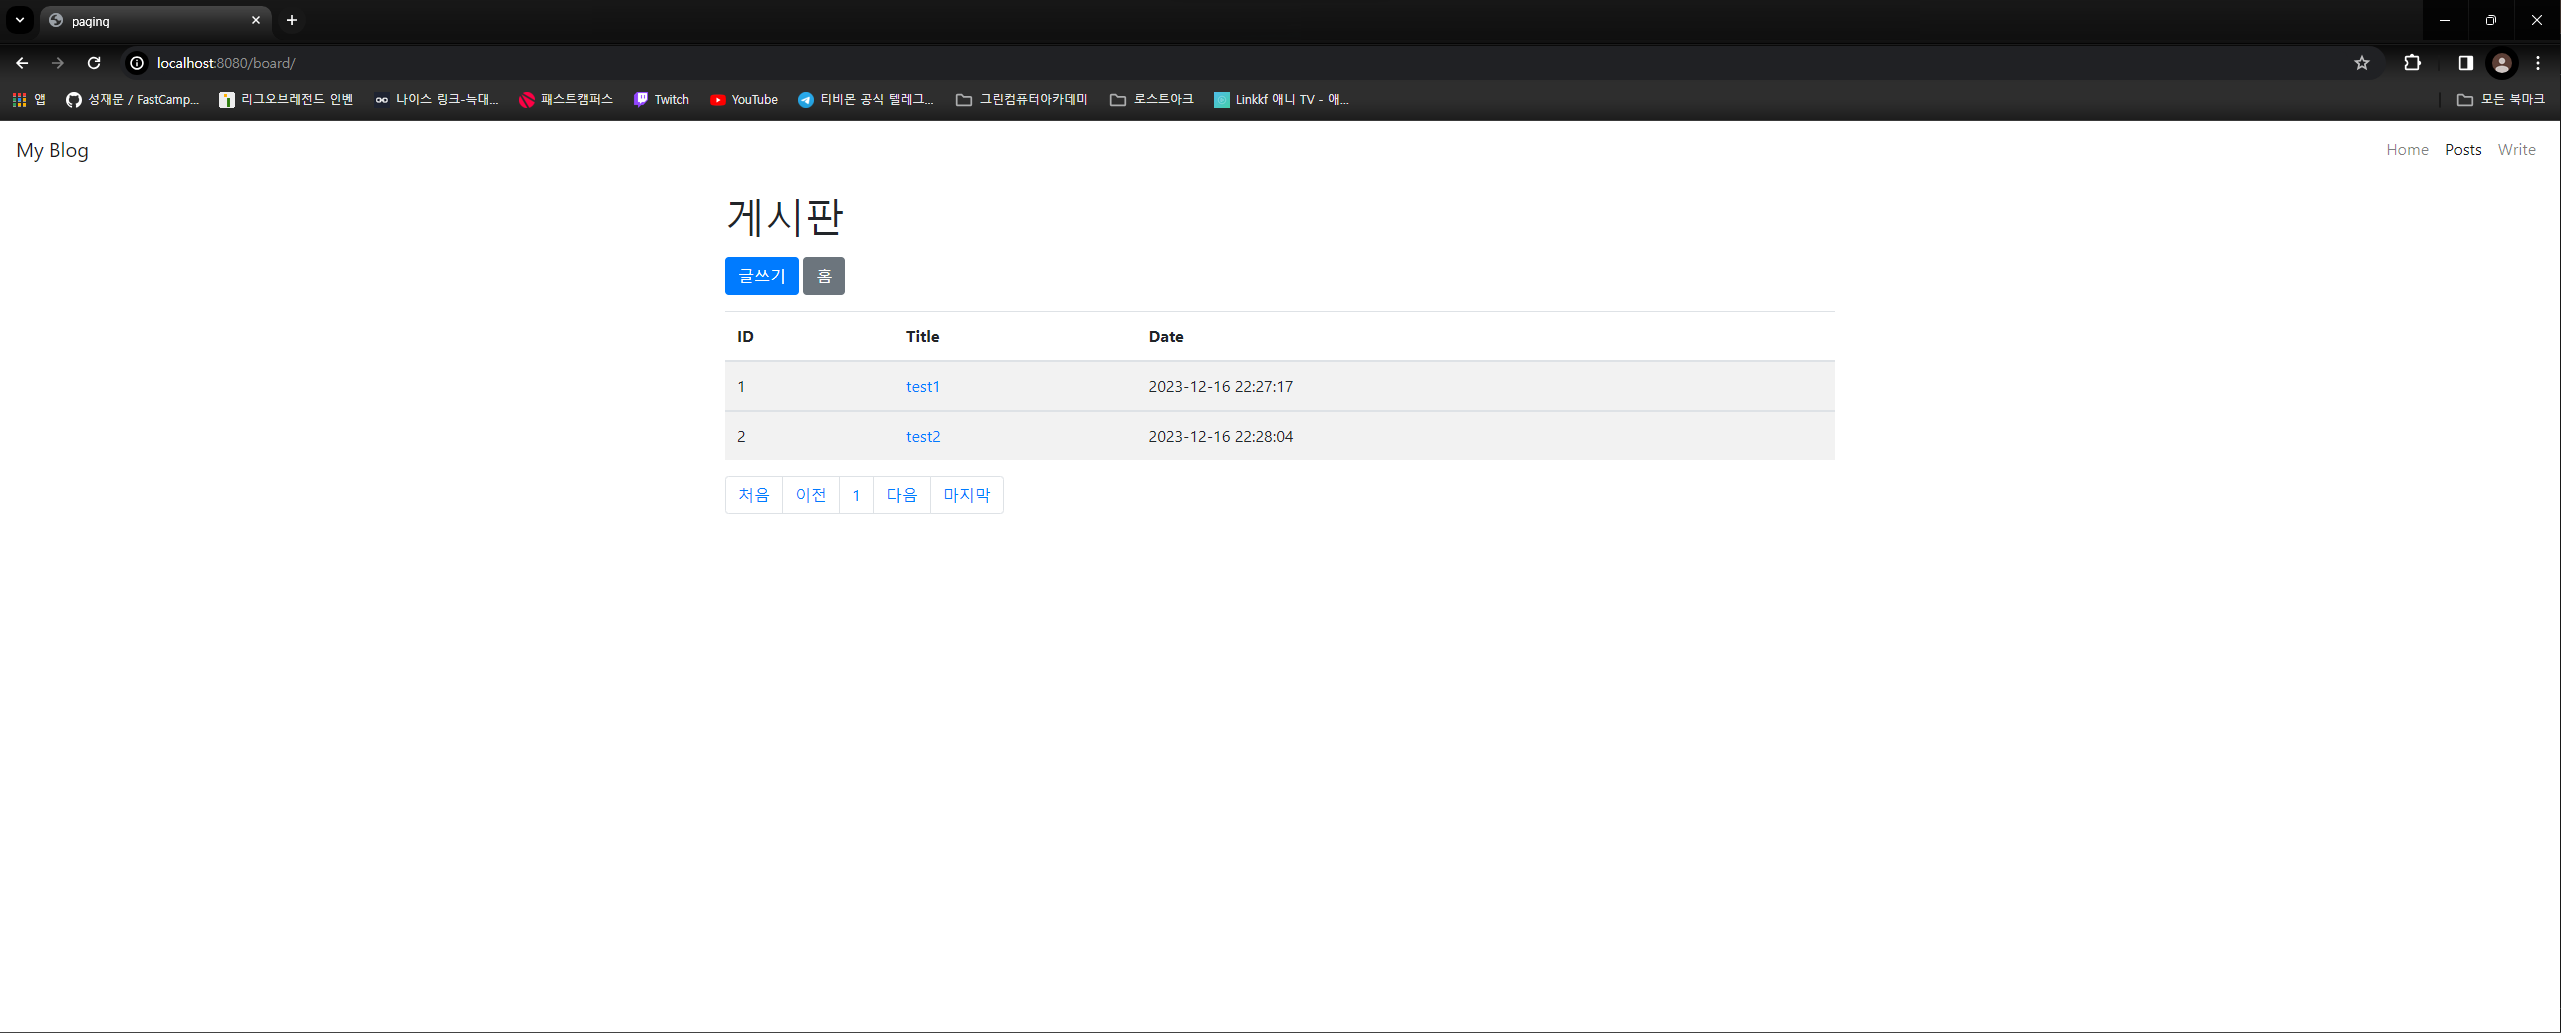 paging
localhost:8080/board/
앱 성재문 / FastCamp... 리그오브레전드 인벤 나이스 링크-늑대... 패스트캠퍼스 Twitch YouTube 티비몬 공식 텔레그... 그린컴퓨터아카데미 로스트아크 Linkkf 애니 TV - 애... 모든 북마크
My Blog Home Posts Write
게시판
글쓰기 홈
ID Title Date
1 test1 2023-12-16 22:27:17
2 test2 2023-12-16 22:28:04
처음 이전 1 다음 마지막